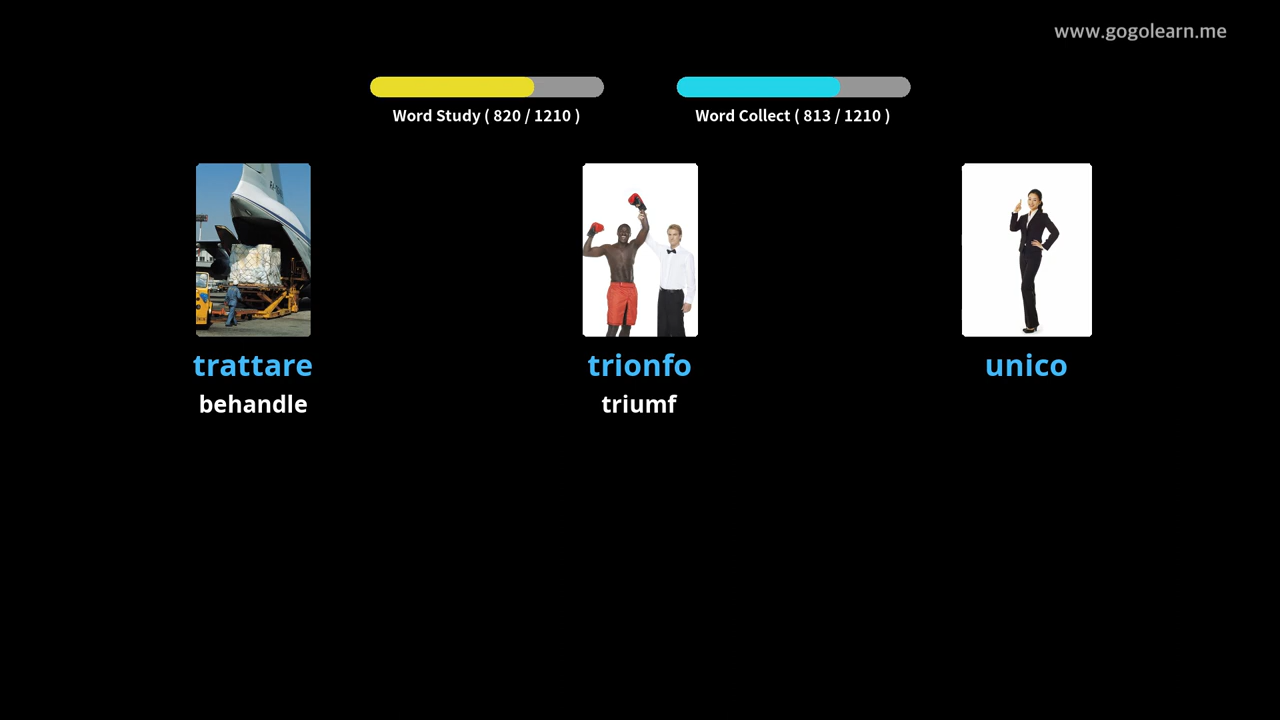 www.gogolearn.me
Word Study ( 820 / 1210 )
Word Collect ( 813 / 1210 )
trattare
behandle
trionfo
triumf
unico